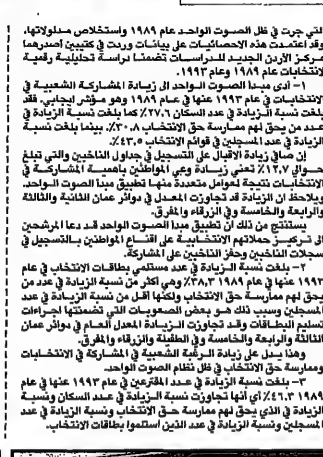 التي جرت في ظل الصوت الواحد عام ١٩٨٩ واستخلاص مدلولاتها،
وقد اعتمدت هذه الاحصائيات على بيانات وردت في كتيبين اصدرهما
مركز الأردن الجديد للدراسات تضمنا دراسة تحليلية رقمية
لانتخابات عام ١٩٨٩ وعام ١٩٩٣.
١- أدى مبدا الصوت الواحد الى زيادة المشاركة الشعبية في
الانتخابات في عام ١٩٩٣ عنها في عام ١٩٨٩ وهو مؤشر ايجابي. فقد
بلغت نسبة الزيادة في عدد السكان ٢٧,٦٪ كما بلغت نسبة الزيادة في
عدد من يحق لهم ممارسة حق الانتخاب ٣٠,٨٪، بينما بلغت نسبة
الزيادة في عدد المسجلين في قوائم الانتخاب ٤٣,٥٪.
إن صافي زيادة الاقبال على التسجيل في جداول الناخبين والتي تبلغ
حوالي ١٢,٧٪ تعني زيادة وعي المواطنين باهمية المشاركة في
الانتخابات نتيجة لعوامل متعددة منها تطبيق مبدا الصوت الواحد.
ويلاحظ ان الزيادة قد تجاوزت المعدل في دوائر عمان الثانية والثالثة
والرابعة والخامسة وفي الزرقاء والمفرق.
يستنتج من ذلك ان تطبيق مبدا الصوت الواحد قد دعا المرشحين
الى تركيز حملاتهم الانتخابية على اقناع المواطنين بالتسجيل في
سجلات الناخبين وحفز الناخبين على المشاركة.
٢- بلغت نسبة الزيادة في عدد مستلمي بطاقات الانتخاب في عام
١٩٩٣ عنها في عام ١٩٨٩ ٣٨,٣٪ وهي اكثر من نسبة الزيادة في عدد من
يحق لهم ممارسة حق الانتخاب ولكنها أقل من نسبة الزيادة في عدد
المسجلين وسبب ذلك هو بعض الصعوبات التي تضمنتها اجراءات
تسليم البطاقات وقد تجاوزت الزيادة المعدل العام في دوائر عمان
الثالثة والرابعة والخامسة وفي الطفيلة والزرقاء والمفرق.
وهذا يدل على زيادة الرغبة الشعبية في المشاركة في الانتخابات
وممارسة حق الانتخاب في ظل نظام الصوت الواحد.
٣- بلغت نسبة الزيادة في عدد المقترعين في عام ١٩٩٣ عنها في عام
١٩٨٩ ٤٦,٣٪ أي أنها تجاوزت نسبة الزيادة في عدد السكان ونسبة
الزيادة في الذي يحق لهم ممارسة حق الانتخاب ونسبة الزيادة في عدد
المسجلين ونسبة الزيادة في عدد الذين استلموا بطاقات الانتخاب.